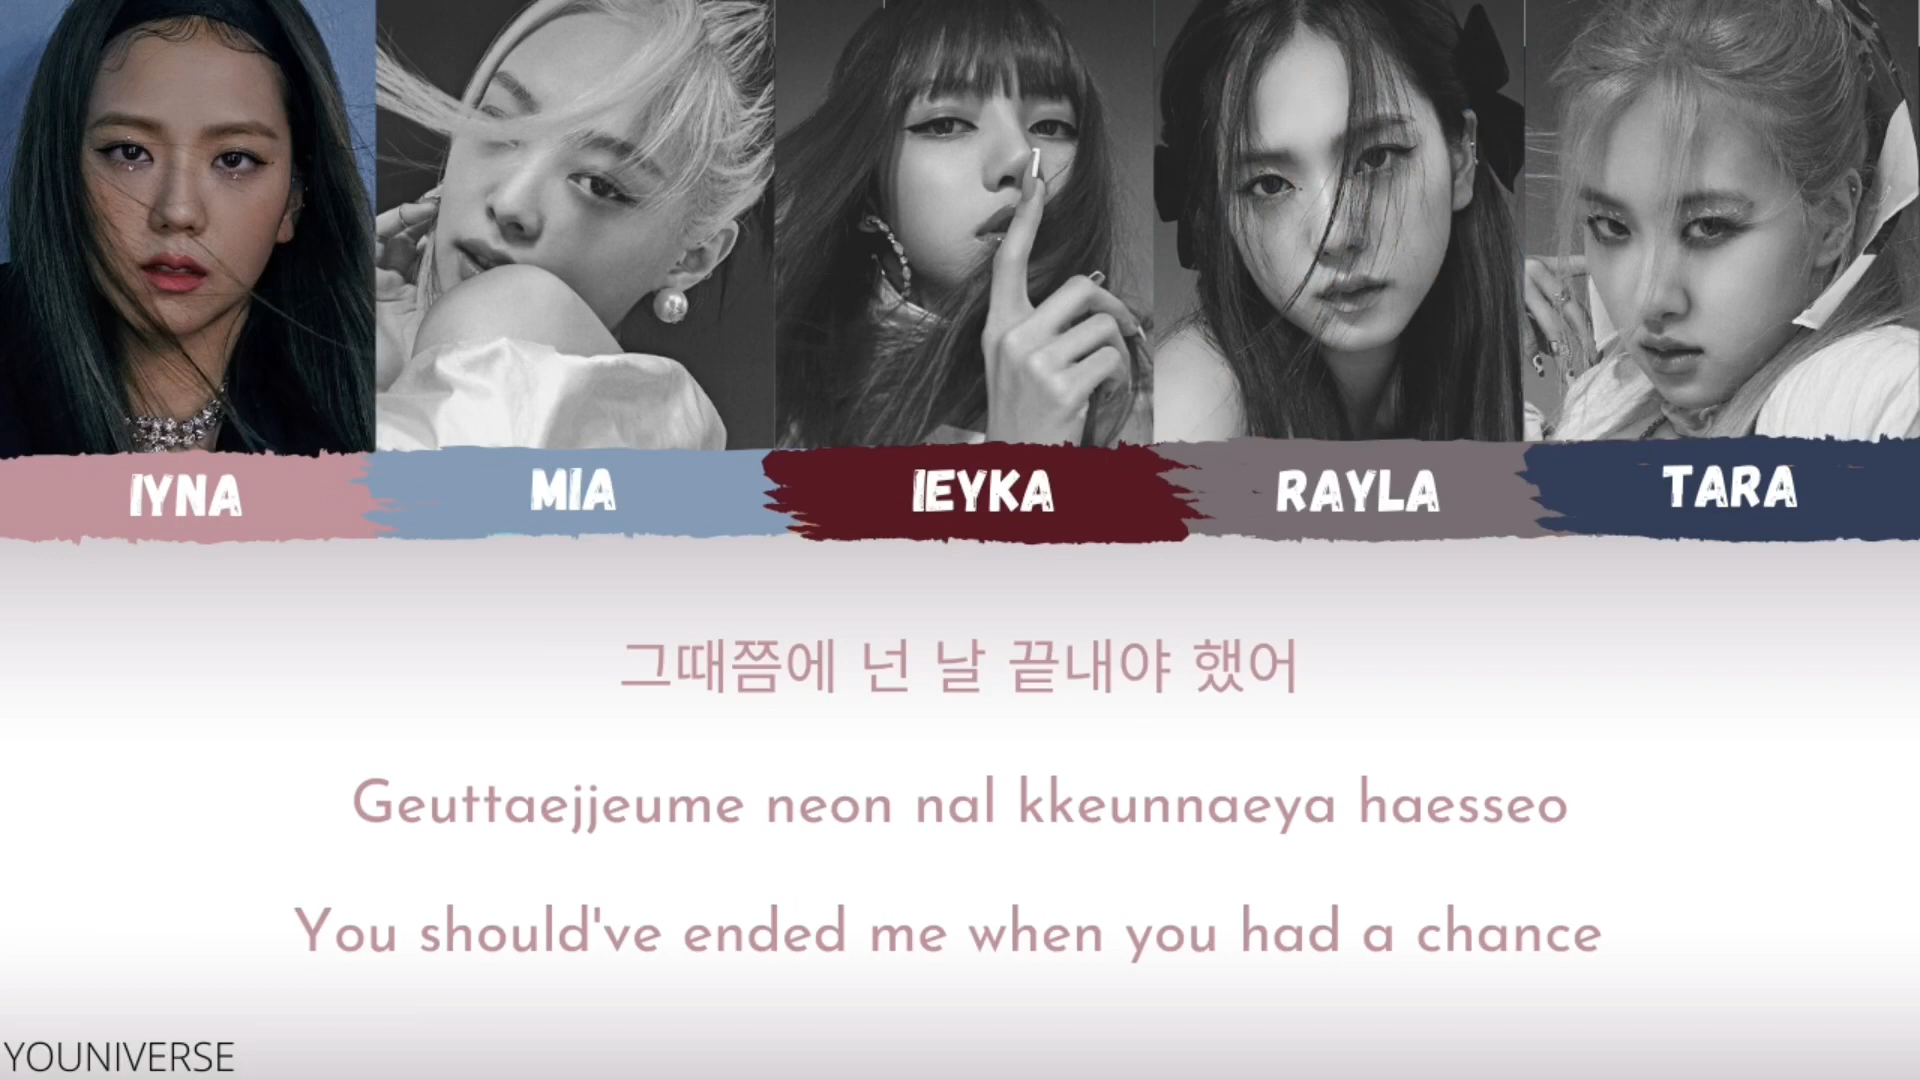 IYNA MIA IEYKA RAYLA TARA
그때쯤에 넌 날 끝내야 했어
Geuttaejjeume neon nal kkeunnaeya haesseo
You should've ended me when you had a chance
YOUNIVERSE